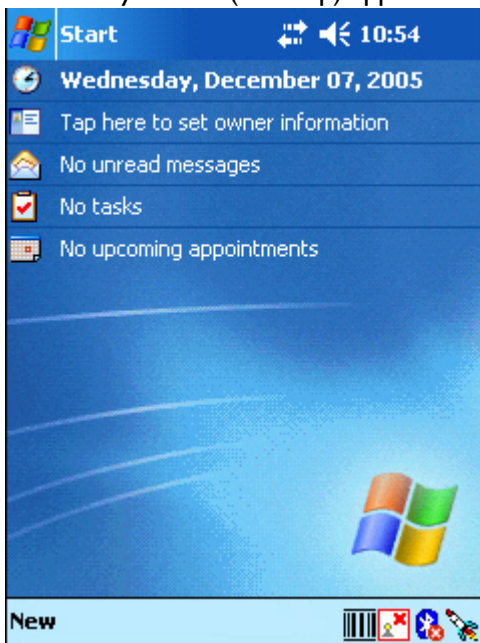 Start 10:54
Wednesday, December 07, 2005
Tap here to set owner information
No unread messages
No tasks
No upcoming appointments
New